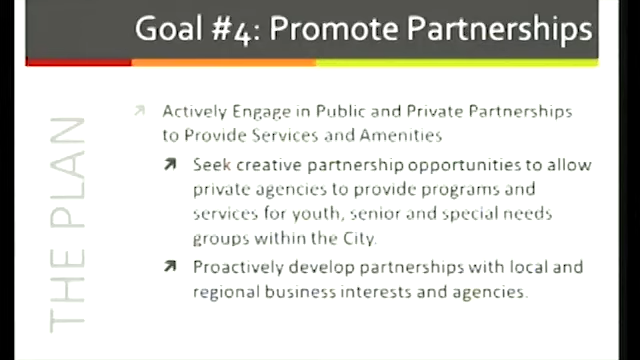 Goal #4: Promote Partnerships
THE PLAN
Actively Engage in Public and Private Partnerships
to Provide Services and Amenities
Seek creative partnership opportunities to allow
private agencies to provide programs and
services for youth, senior and special needs
groups within the City.
Proactively develop partnerships with local and
regional business interests and agencies.